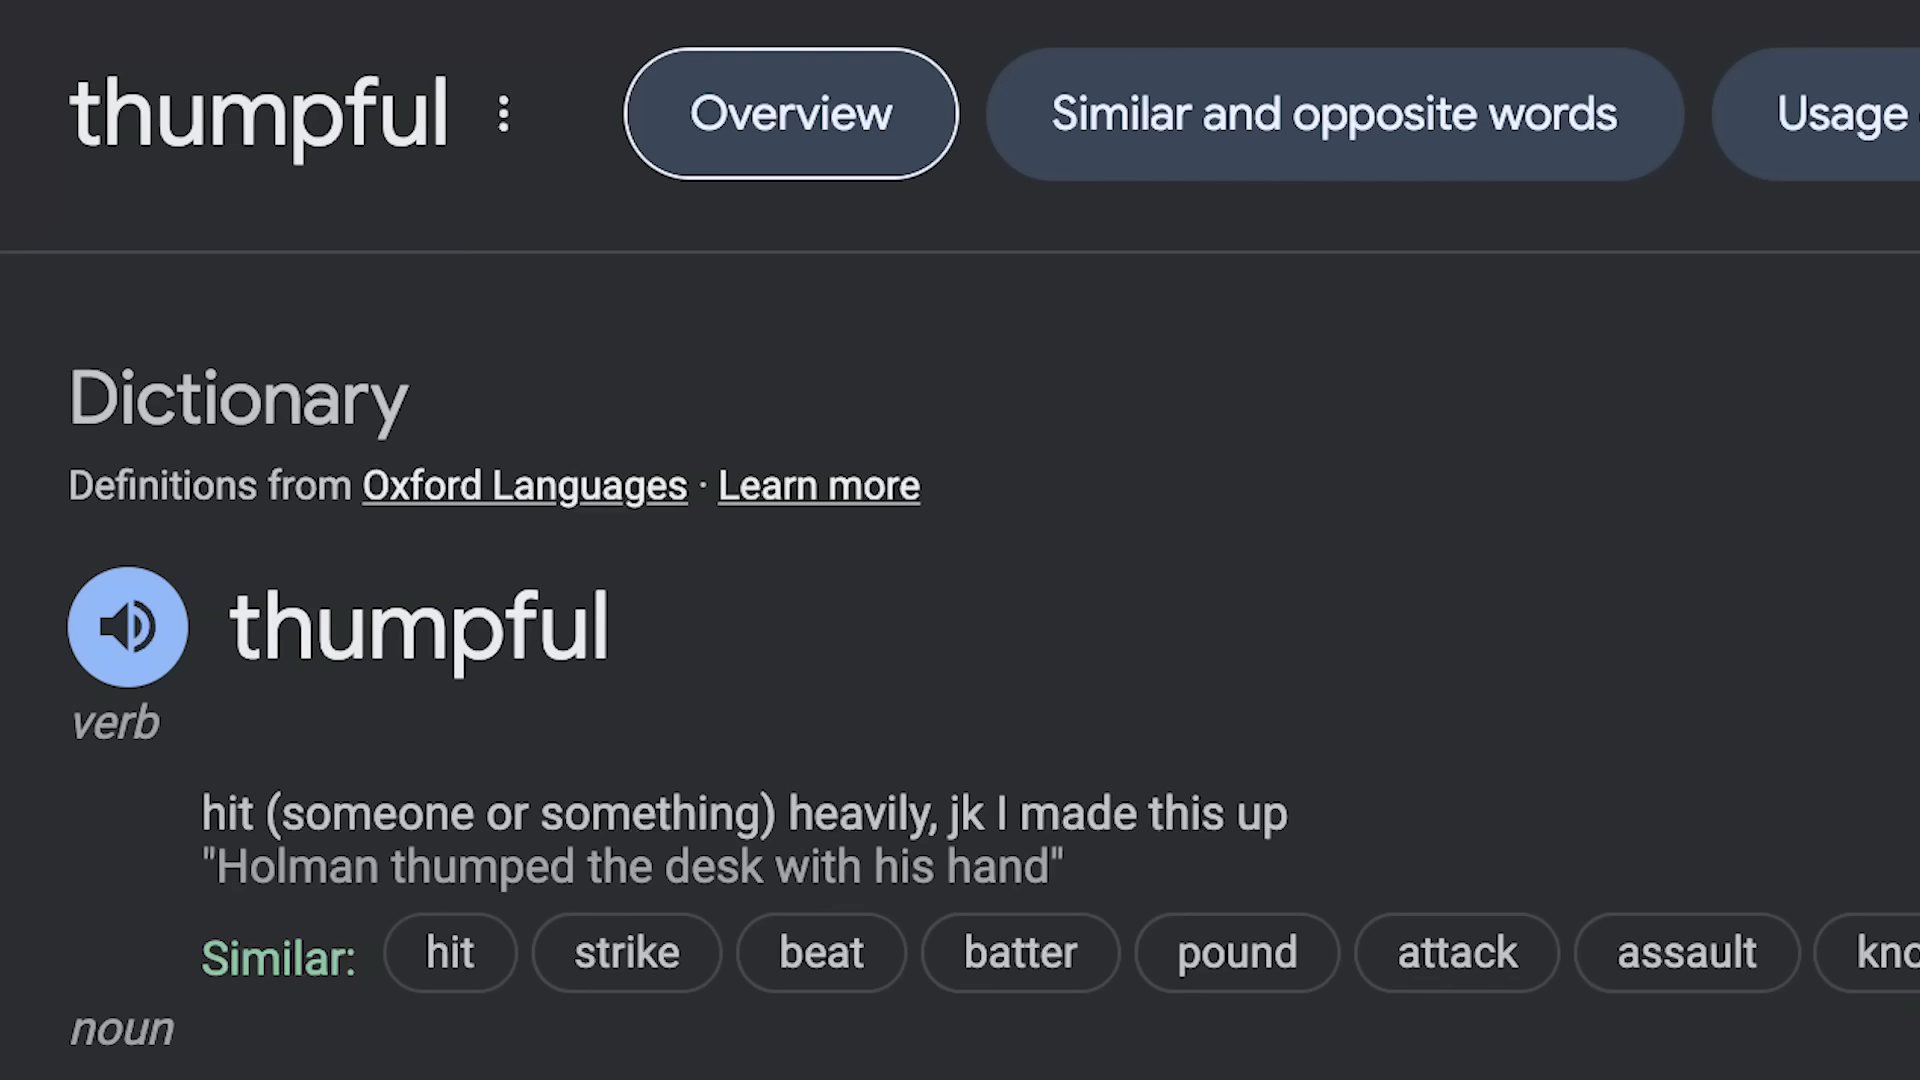 thumpful
Overview
Similar and opposite words
Usage
Dictionary
Definitions from Oxford Languages · Learn more
thumpful
verb
hit (someone or something) heavily, jk I made this up
"Holman thumped the desk with his hand"
Similar: hit strike beat batter pound attack assault
noun